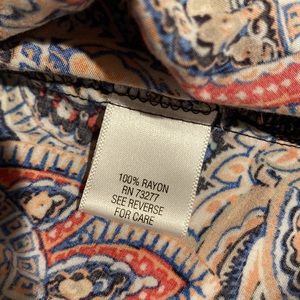 100% RAYON
RN 73277
SEE REVERSE
FOR CARE